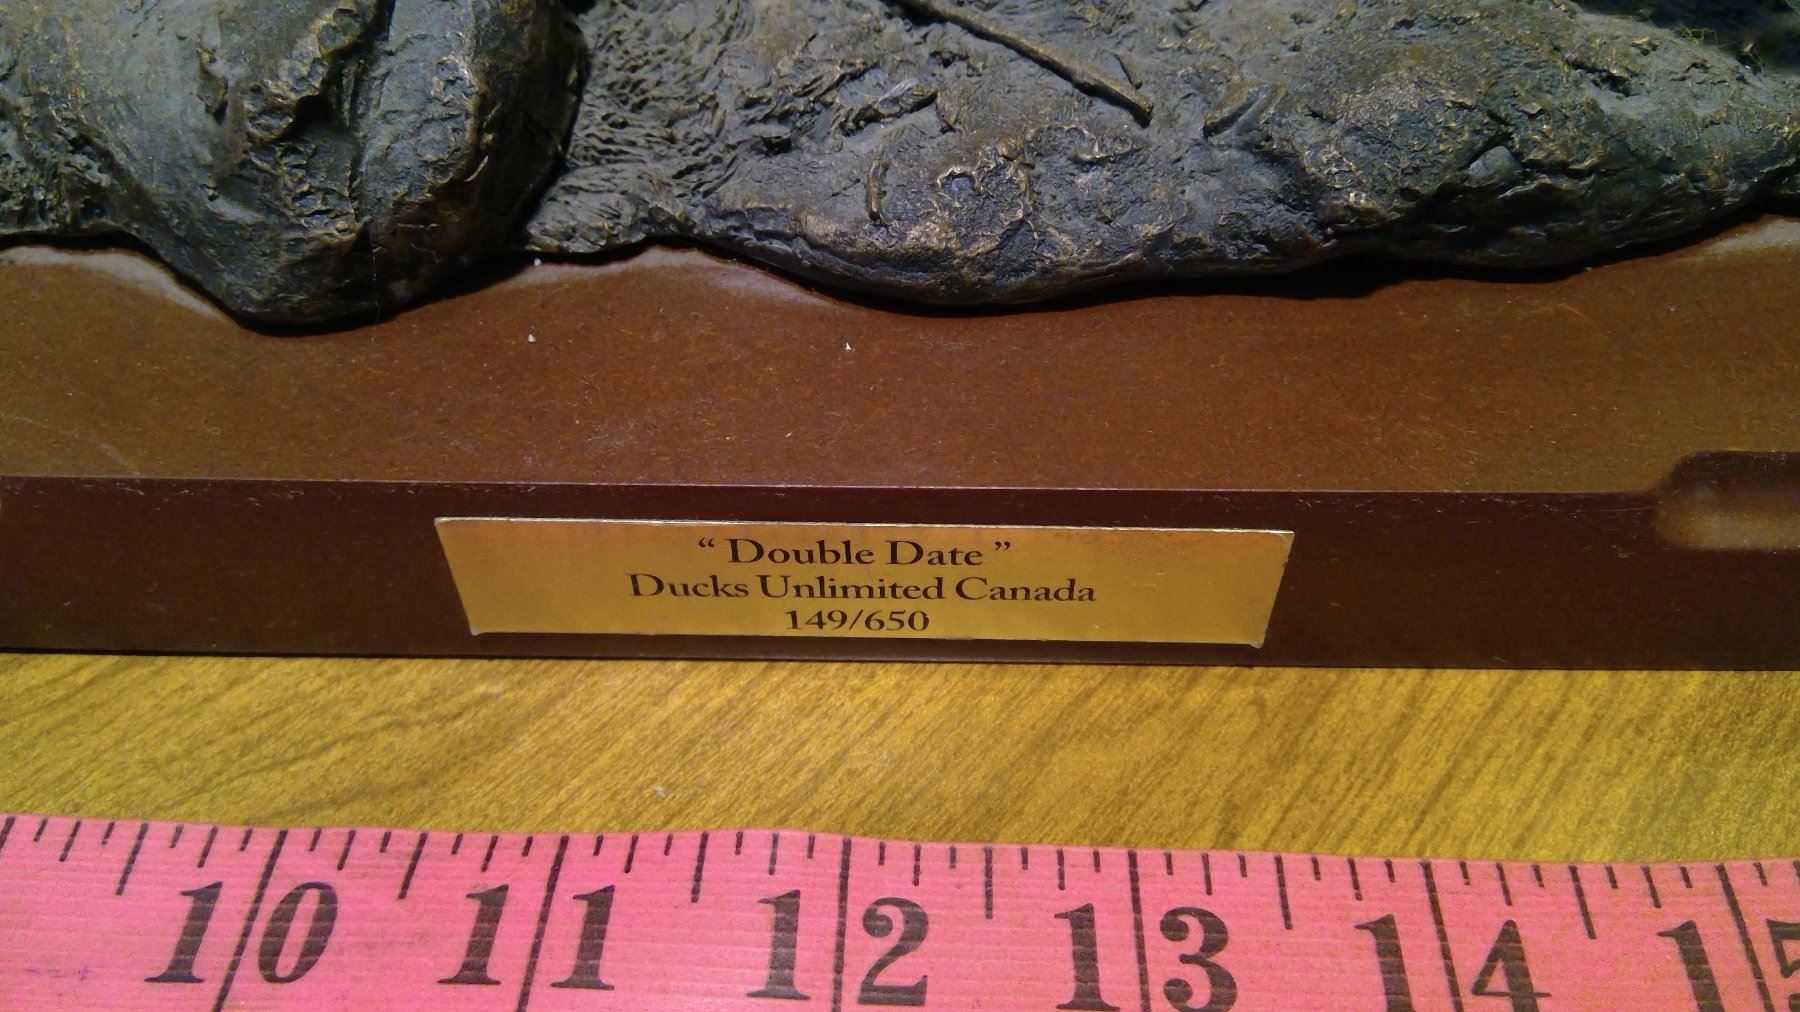 “ Double Date ”
Ducks Unlimited Canada
149/650
10 11 12 13 14 15